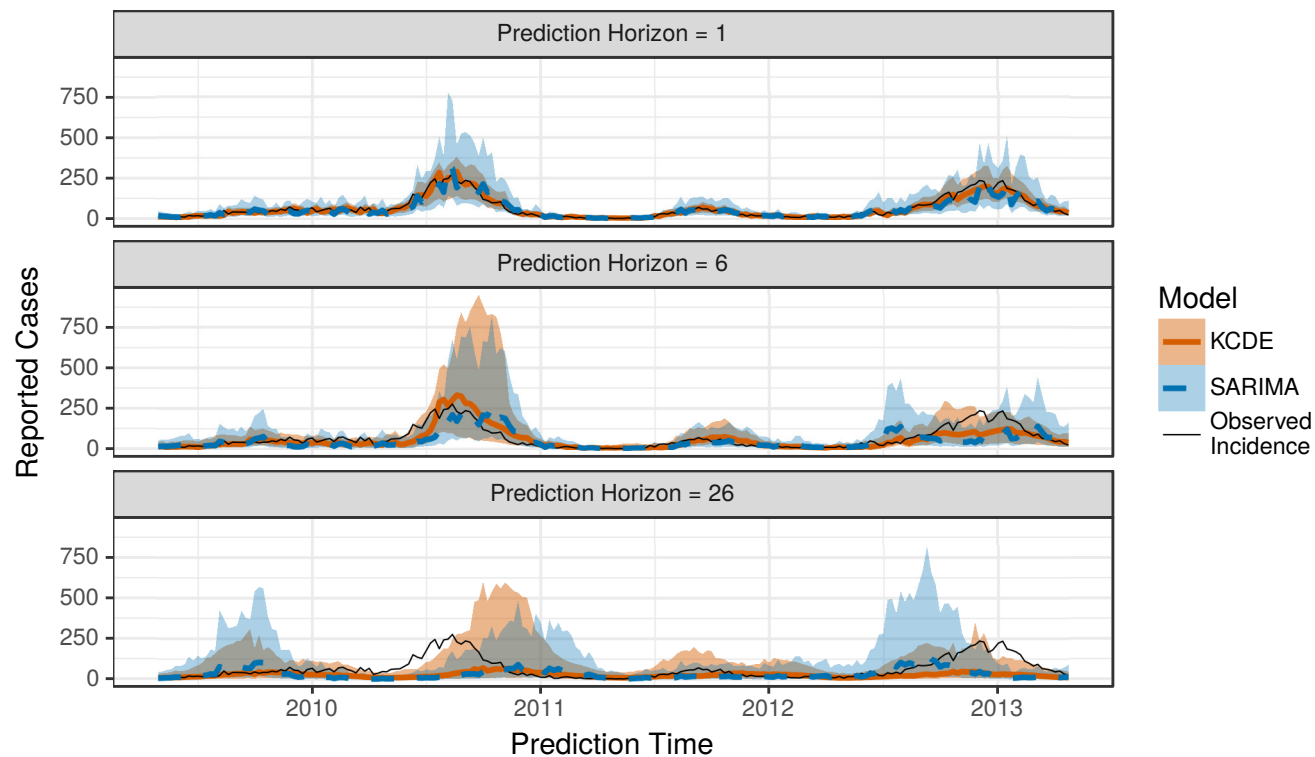 Prediction Horizon = 1
750
500
250
0
Prediction Horizon = 6
750
500
250
0
Prediction Horizon = 26
750
500
250
0
2010 2011 2012 2013
Prediction Time
Reported Cases
Model
KCDE
SARIMA
Observed
Incidence